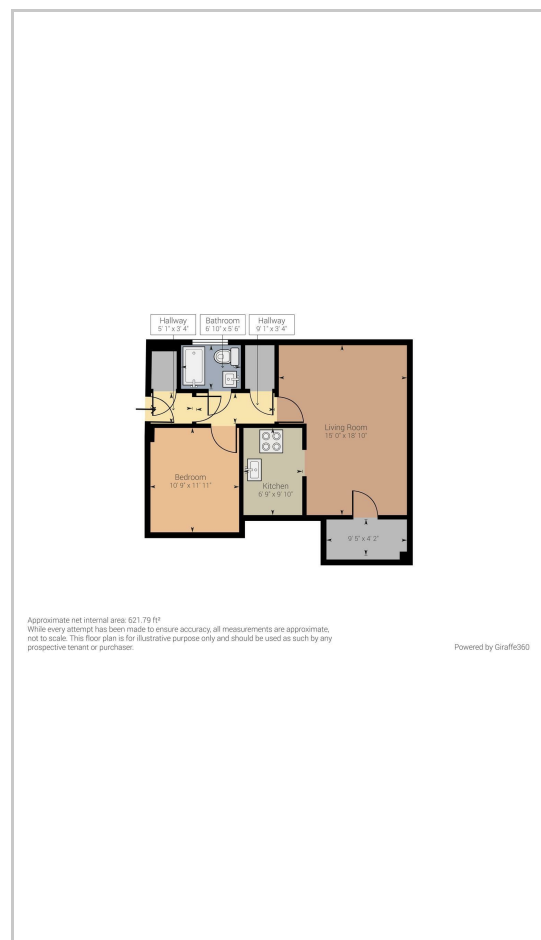 Hallway
5' 1" x 3' 4"
Bathroom
6' 10" x 5' 6"
Hallway
9' 1" x 3' 4"
Living Room
15' 0" x 18' 10"
Bedroom
10' 9" x 11' 11"
Kitchen
6' 9" x 9' 10"
9' 5" x 4' 2"
Approximate net internal area: 621.79 ft²
While every attempt has been made to ensure accuracy, all measurements are approximate,
not to scale. This floor plan is for illustrative purpose only and should be used as such by any
prospective tenant or purchaser.
Powered by Giraffe360